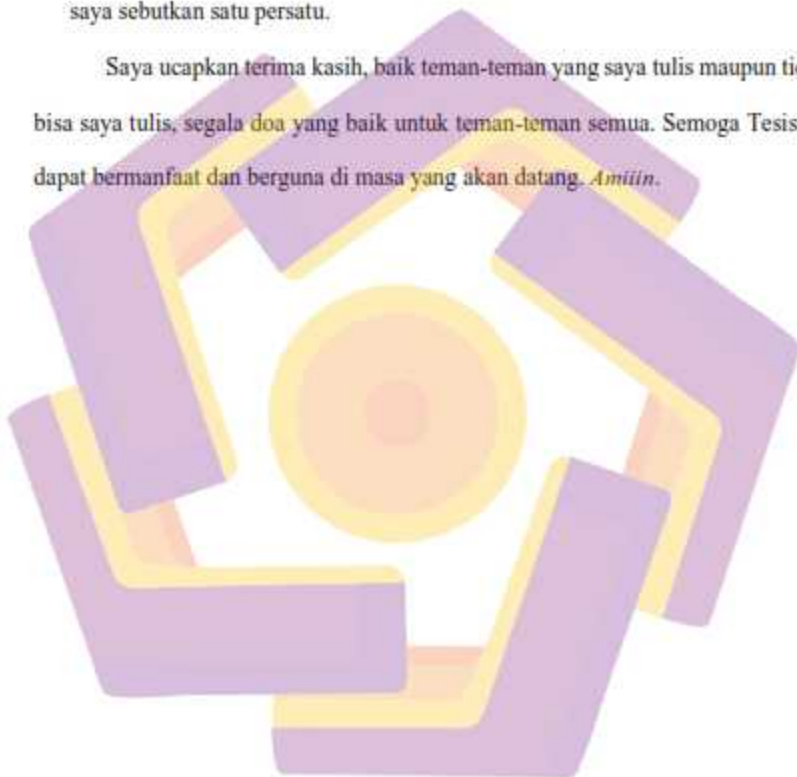 saya sebutkan satu persatu.
Saya ucapkan terima kasih, baik teman-teman yang saya tulis maupun
bisa saya tulis, segala doa yang baik untuk teman-teman semua. Semoga Tesis
dapat bermanfaat dan berguna di masa yang akan datang. Amiiin.